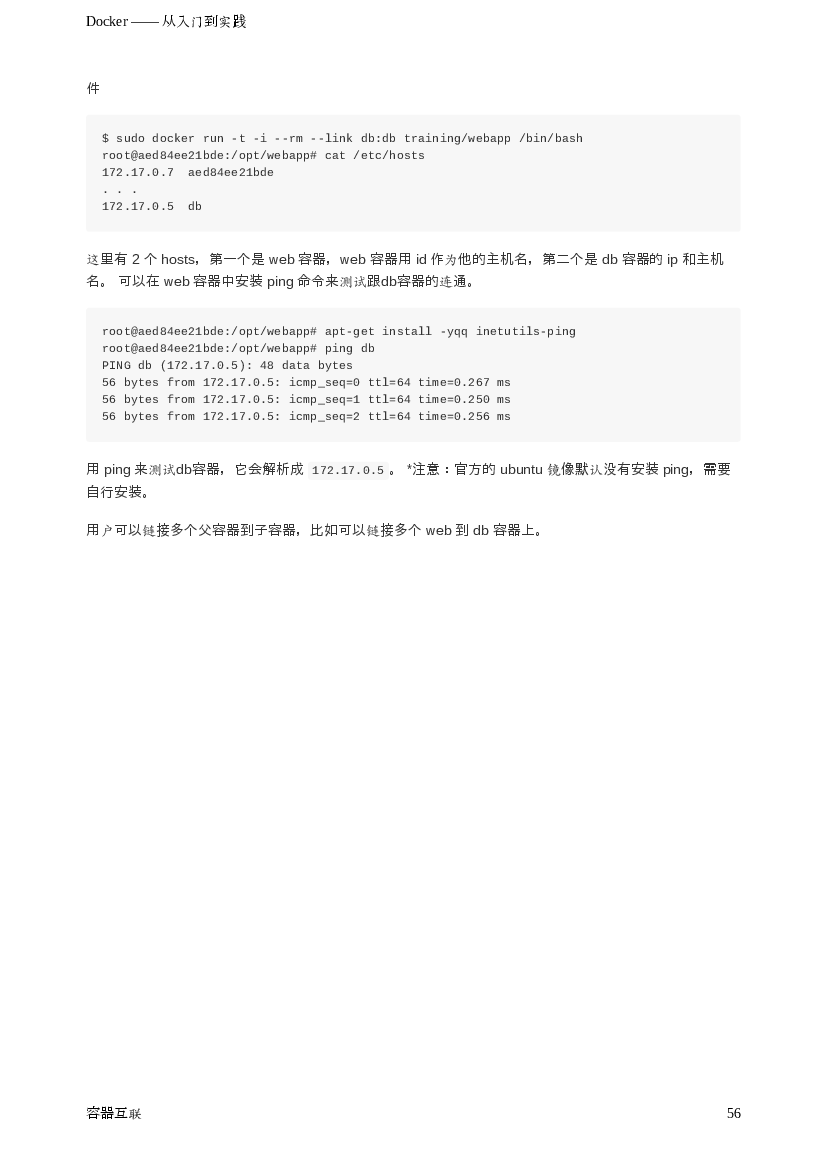 Docker —— 从入门到实践
件
$ sudo docker run -t -i --rm --link db:db training/webapp /bin/bash
root@aed84ee21bde:/opt/webapp# cat /etc/hosts
172.17.0.7  aed84ee21bde
. . .
172.17.0.5  db
这里有 2 个 hosts，第一个是 web 容器，web 容器用 id 作为他的主机名，第二个是 db 容器的 ip 和主机
名。 可以在 web 容器中安装 ping 命令来测试跟db容器的连通。
root@aed84ee21bde:/opt/webapp# apt-get install -yqq inetutils-ping
root@aed84ee21bde:/opt/webapp# ping db
PING db (172.17.0.5): 48 data bytes
56 bytes from 172.17.0.5: icmp_seq=0 ttl=64 time=0.267 ms
56 bytes from 172.17.0.5: icmp_seq=1 ttl=64 time=0.250 ms
56 bytes from 172.17.0.5: icmp_seq=2 ttl=64 time=0.256 ms
用 ping 来测试db容器，它会解析成 172.17.0.5 。 *注意：官方的 ubuntu 镜像默认没有安装 ping，需要
自行安装。
用户可以链接多个父容器到子容器，比如可以链接多个 web 到 db 容器上。
容器互联 56